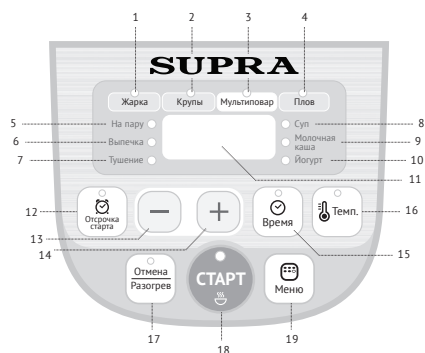 1 2 3 4
SUPRA
Жарка Крупы Мультиповар Плов
5 На пару Суп 8
6 Выпечка Молочная каша 9
7 Тушение Йогурт 10
11
12 Отсрочка старта Время Темп. 16
13
14
15
Отмена
Разогрев
СТАРТ
Меню
17 18 19